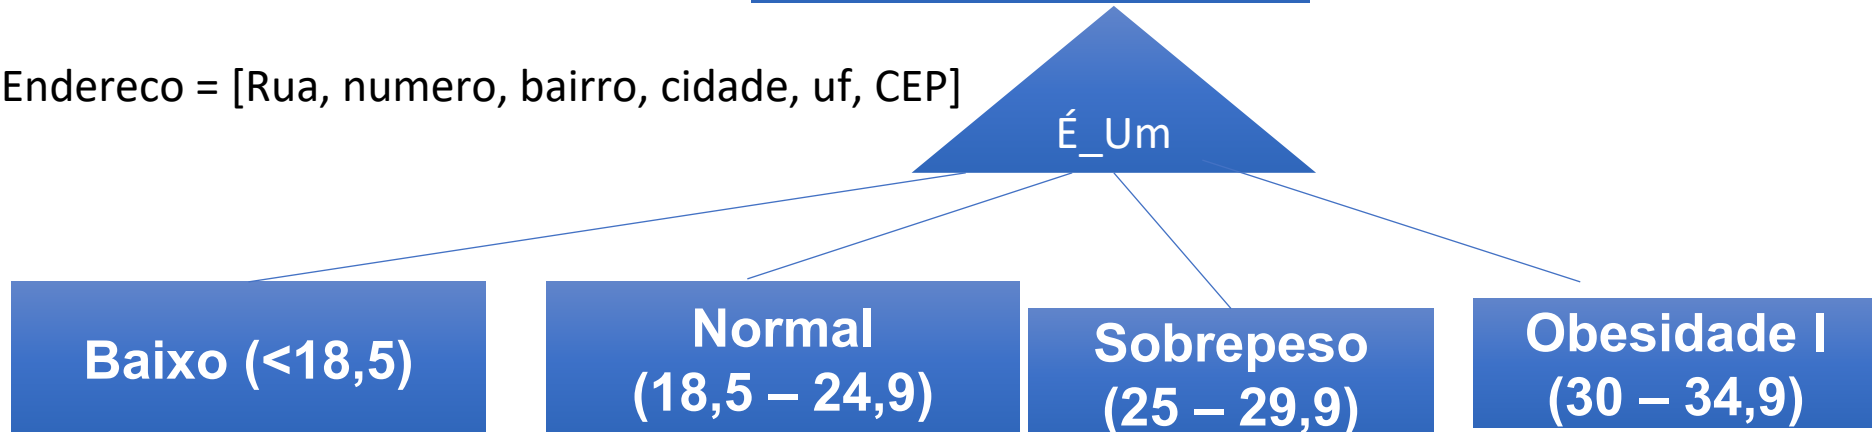 Endereco = [Rua, numero, bairro, cidade, uf, CEP]
É_Um
Baixo (<18,5)
Normal
(18,5 – 24,9)
Sobrepeso
(25 – 29,9)
Obesidade I
(30 – 34,9)